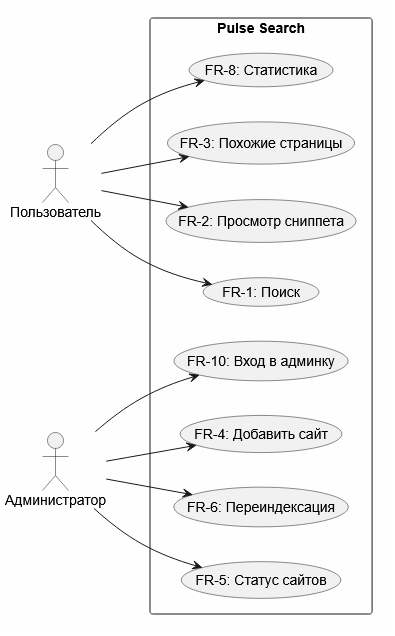 Pulse Search
FR-8: Статистика
FR-3: Похожие страницы
Пользователь
FR-2: Просмотр сниппета
FR-1: Поиск
FR-10: Вход в админку
FR-4: Добавить сайт
Администратор
FR-6: Переиндексация
FR-5: Статус сайтов